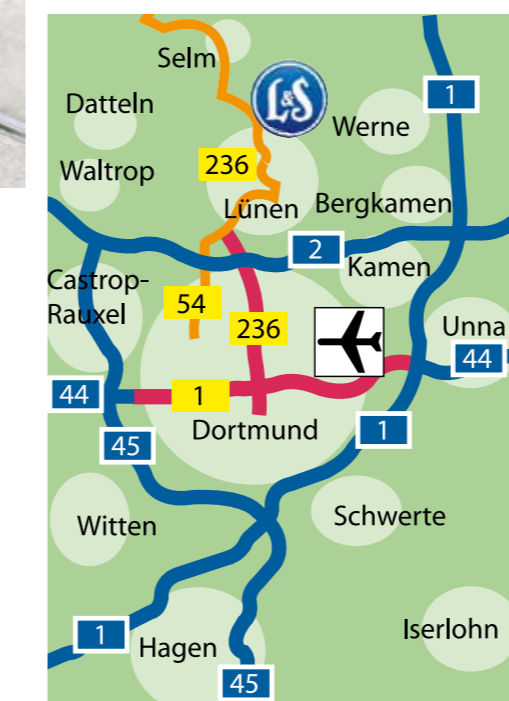 Selm
L&S
1
Datteln
Werne
Waltrop
236
Lünen
Bergkamen
2
Kamen
Castrop-
Rauxel
54
236
Unna
44
44
1
Dortmund
1
45
Witten
Schwerte
1
Hagen
Iserlohn
45